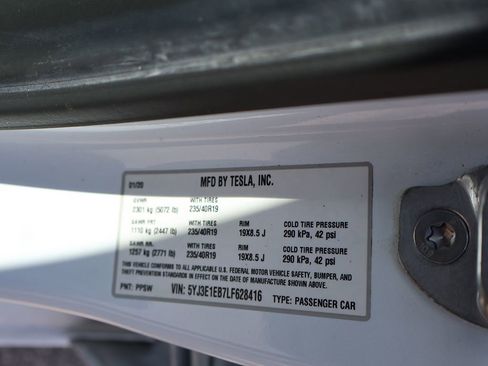 01/20 MFD BY TESLA, INC.
GVWR WITH TIRES
2301 kg (5072 lb) 235/40R19
GAWR FRT WITH TIRES RIM COLD TIRE PRESSURE
1110 kg (2447 lb) 235/40R19 19X8.5 J 290 kPa, 42 psi
GAWR RR WITH TIRES RIM COLD TIRE PRESSURE
1257 kg (2771 lb) 235/40R19 19X8.5 J 290 kPa, 42 psi
THIS VEHICLE CONFORMS TO ALL APPLICABLE U.S. FEDERAL MOTOR VEHICLE SAFETY, BUMPER, AND
THEFT PREVENTION STANDARDS IN EFFECT ON THE DATE OF MANUFACTURE SHOWN ABOVE.
PNT: PPSW VIN: 5YJ3E1EB7LF628416 TYPE: PASSENGER CAR